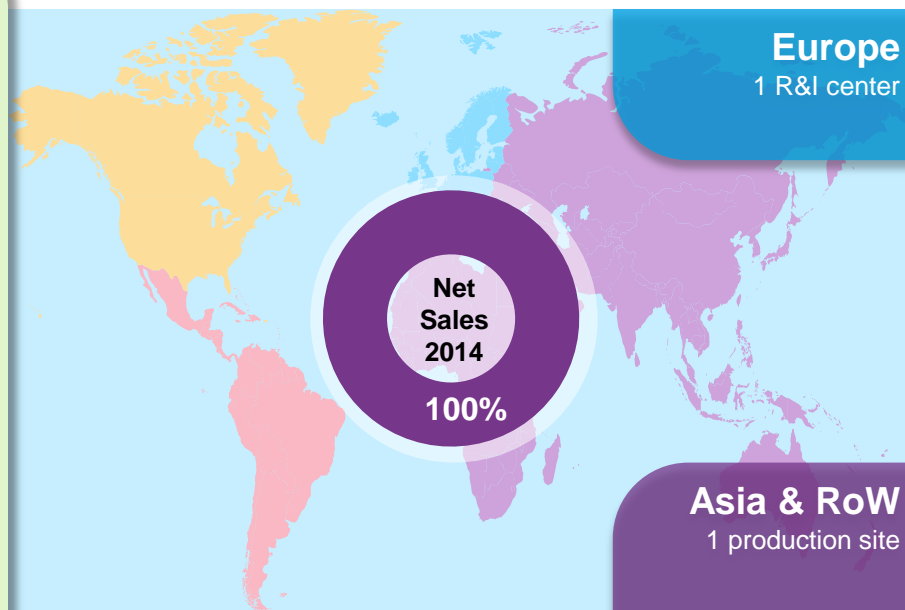 Europe
1 R&I center
Net
Sales
2014
100%
Asia & RoW
1 production site